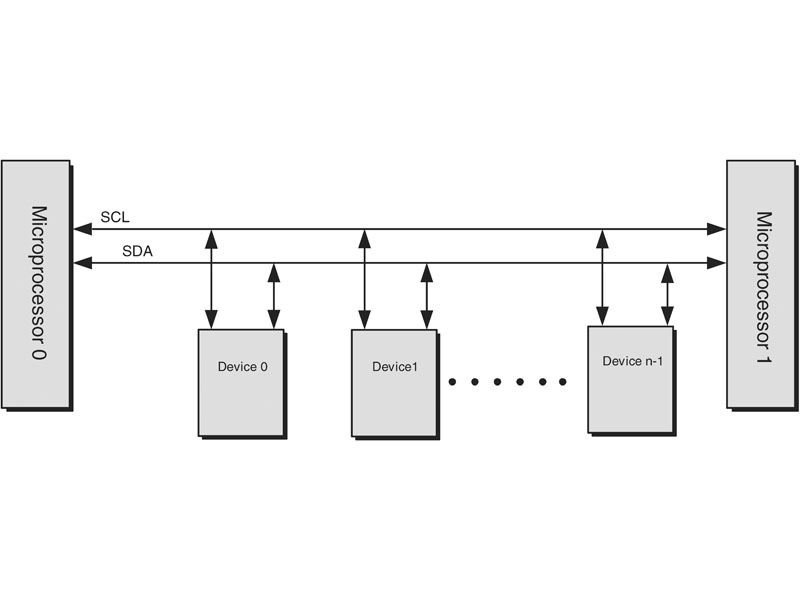 Microprocessor 0
SCL
SDA
Device 0
Device1
Device n-1
Microprocessor 1